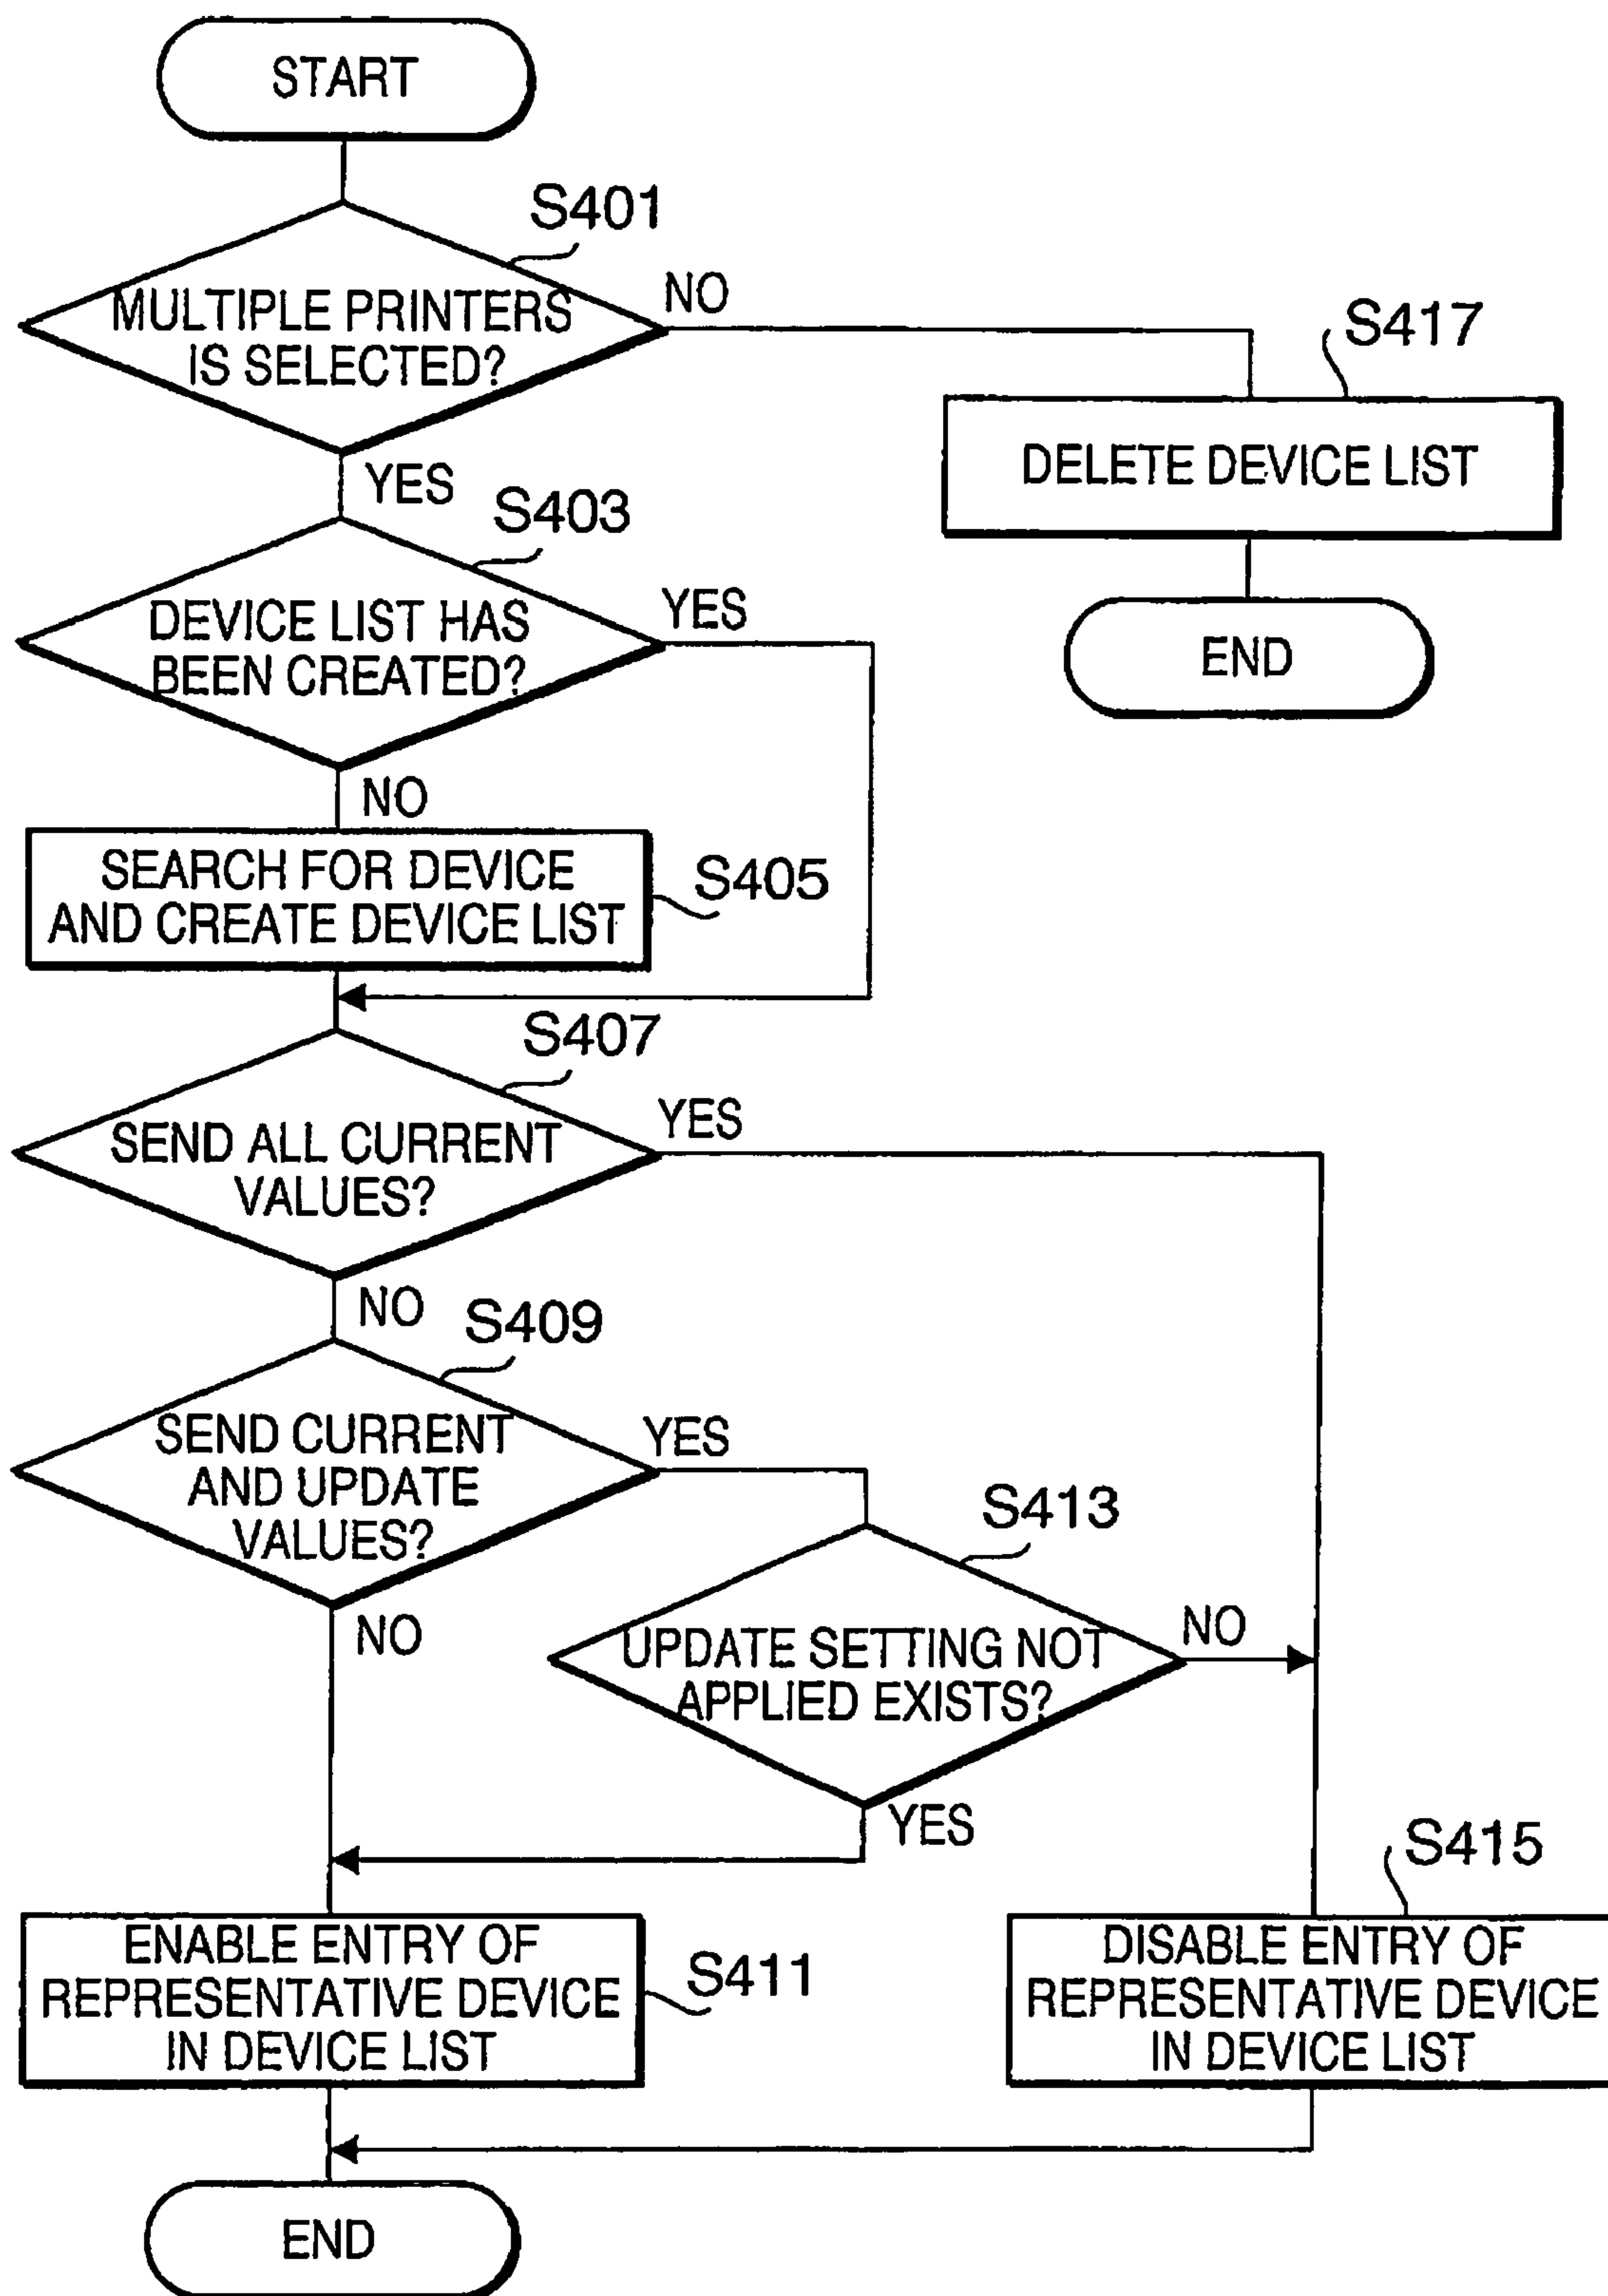 START
S401
MULTIPLE PRINTERS
IS SELECTED?
NO
YES
S417
DELETE DEVICE LIST
END
S403
DEVICE LIST HAS
BEEN CREATED?
YES
NO
SEARCH FOR DEVICE
AND CREATE DEVICE LIST
S405
S407
SEND ALL CURRENT
VALUES?
YES
NO
S409
SEND CURRENT
AND UPDATE
VALUES?
YES
NO
S413
UPDATE SETTING NOT
APPLIED EXISTS?
NO
YES
ENABLE ENTRY OF
REPRESENTATIVE DEVICE
IN DEVICE LIST
S411
S415
DISABLE ENTRY OF
REPRESENTATIVE DEVICE
IN DEVICE LIST
END